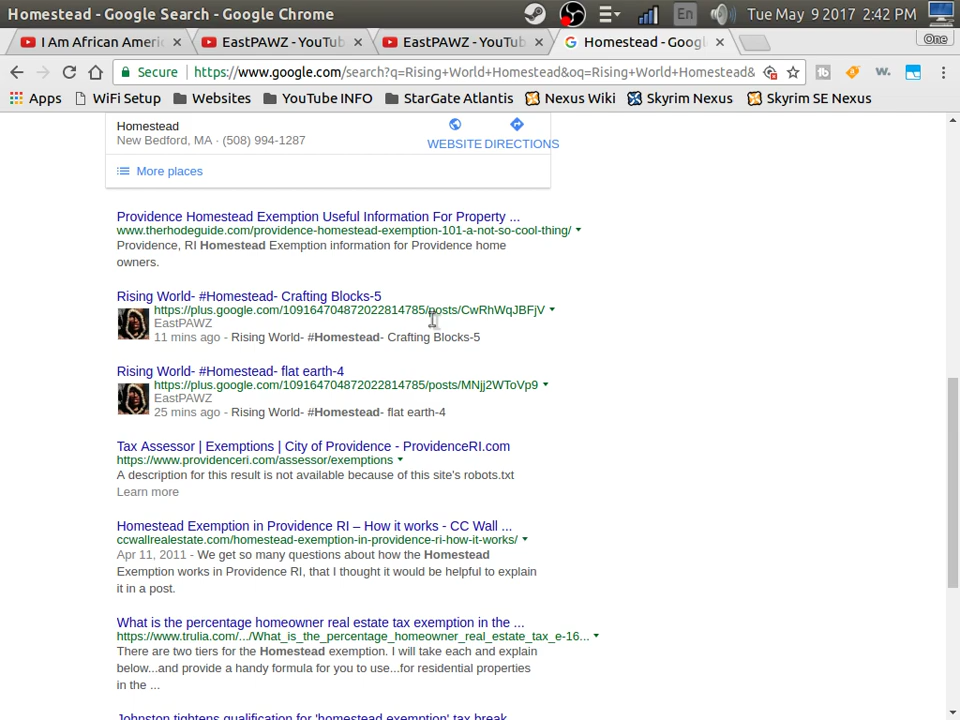 Homestead - Google Search - Google Chrome
En
Tue May 9 2017 2:42 PM
I Am African Ameri
EastPAWZ - YouTub
EastPAWZ - YouTub
Homestead - Goog
One
Secure
https://www.google.com/search?q=Rising+World+Homestead&oq=Rising+World+Homestead&
W.
Apps
WiFi Setup
Websites
YouTube INFO
StarGate Atlantis
Nexus Wiki
Skyrim Nexus
Skyrim SE Nexus
Homestead
New Bedford, MA · (508) 994-1287
WEBSITE DIRECTIONS
More places
Providence Homestead Exemption Useful Information For Property ...
www.therhodeguide.com/providence-homestead-exemption-101-a-not-so-cool-thing/
Providence, RI Homestead Exemption information for Providence home
owners.
Rising World- #Homestead- Crafting Blocks-5
https://plus.google.com/109164704872022814785/posts/CwRhWqJBFjV
EastPAWZ
11 mins ago - Rising World- #Homestead- Crafting Blocks-5
Rising World- #Homestead- flat earth-4
https://plus.google.com/109164704872022814785/posts/MNjj2WToVp9
EastPAWZ
25 mins ago - Rising World- #Homestead- flat earth-4
Tax Assessor | Exemptions | City of Providence - ProvidenceRI.com
https://www.providenceri.com/assessor/exemptions
A description for this result is not available because of this site's robots.txt
Learn more
Homestead Exemption in Providence RI – How it works - CC Wall ...
ccwallrealestate.com/homestead-exemption-in-providence-ri-how-it-works/
Apr 11, 2011 - We get so many questions about how the Homestead
Exemption works in Providence RI, that I thought it would be helpful to explain
it in a post.
What is the percentage homeowner real estate tax exemption in the ...
https://www.trulia.com/.../What_is_the_percentage_homeowner_real_estate_tax_e-16...
There are two tiers for the Homestead exemption. I will take each and explain
below...and provide a handy formula for you to use...for residential properties
in the ...
Johnston tightens qualification for 'homestead exemption' tax break